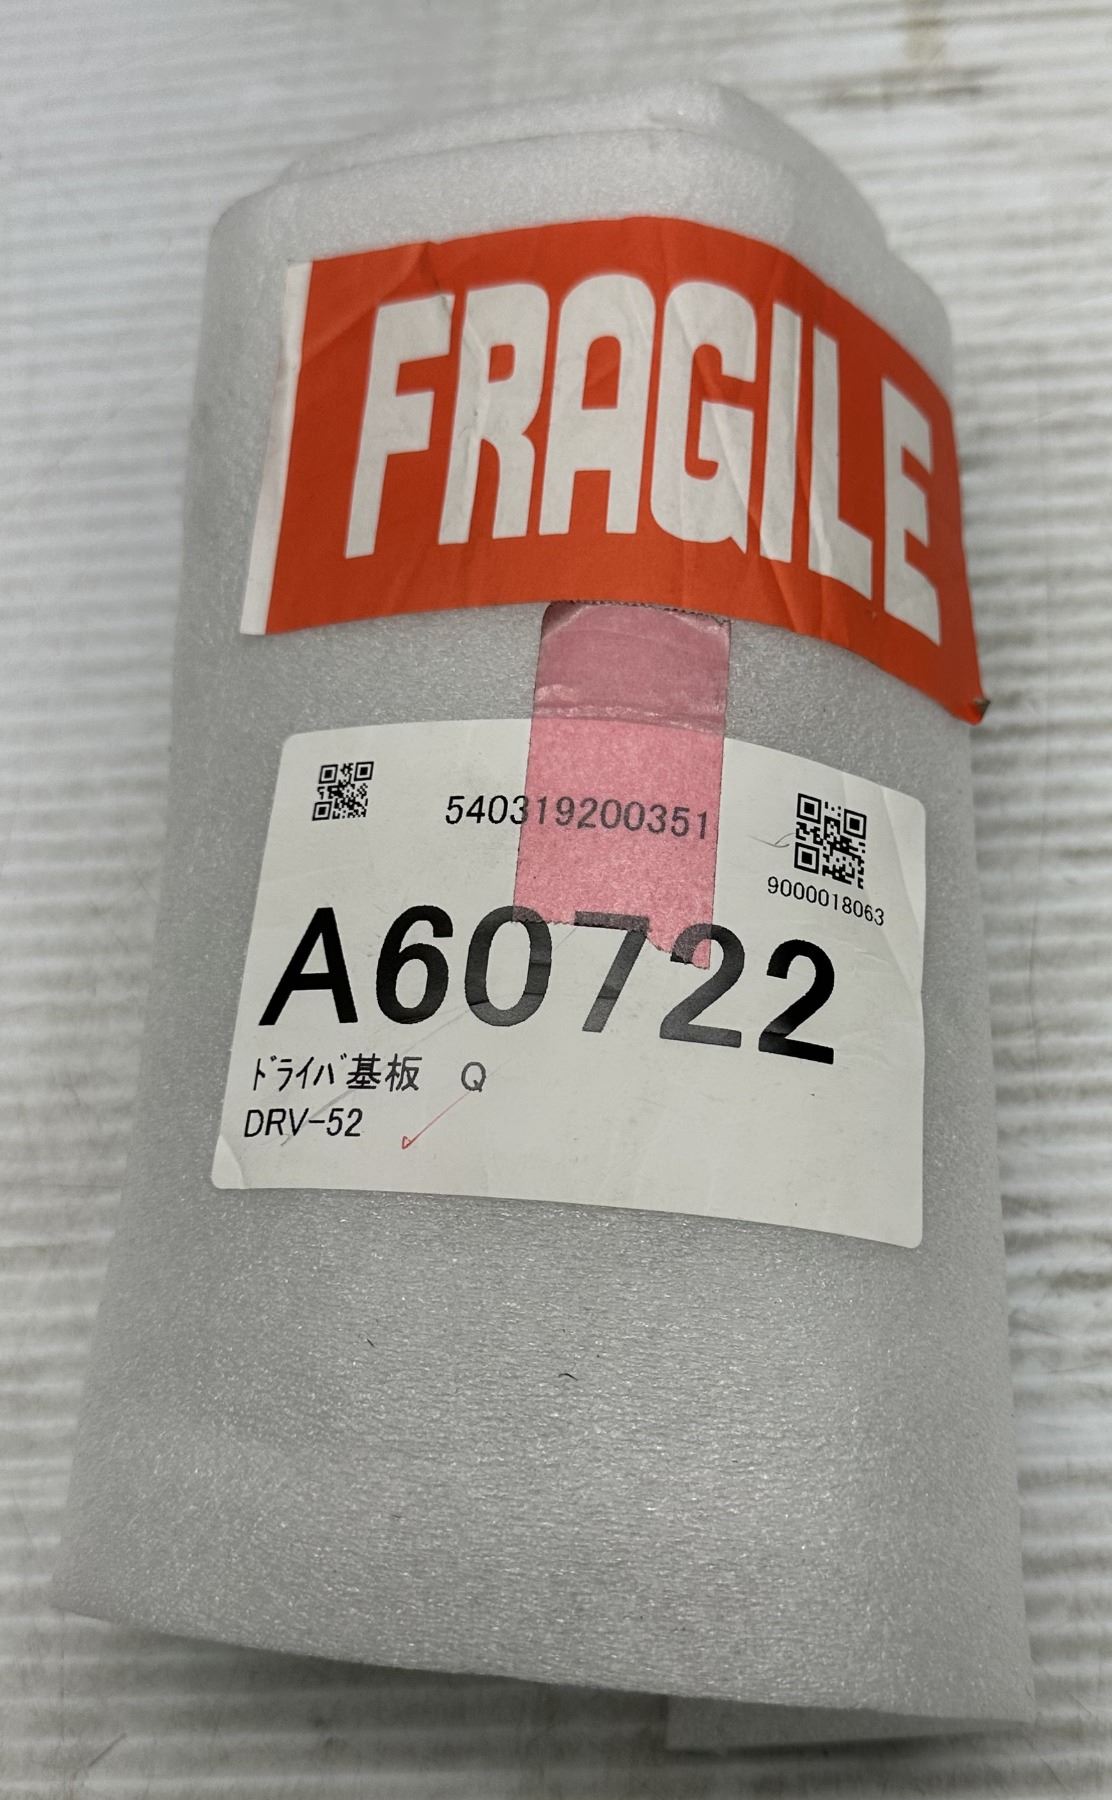 FRAGILE
540319200351
9000018063
A60722
ﾄﾞﾗｲﾊﾞ基板　Q
DRV-52